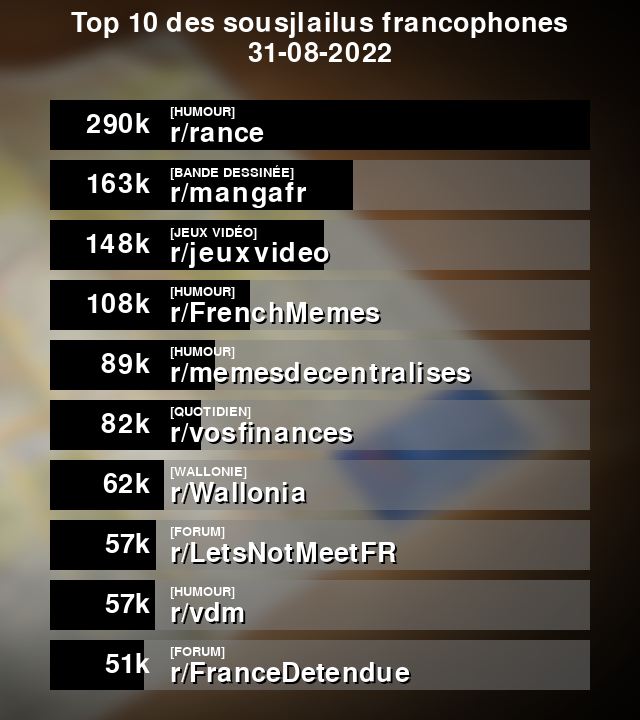 Top 10 des sousjlailus francophones
31-08-2022
290k
[HUMOUR]
r/rance
163k
[BANDE DESSINÉE]
r/mangafr
148k
[JEUX VIDÉO]
r/jeuxvideo
108k
[HUMOUR]
r/FrenchMemes
89k
[HUMOUR]
r/memesdecentralises
82k
[QUOTIDIEN]
r/vosfinances
62k
[WALLONIE]
r/Wallonia
57k
[FORUM]
r/LetsNotMeetFR
57k
[HUMOUR]
r/vdm
51k
[FORUM]
r/FranceDetendue